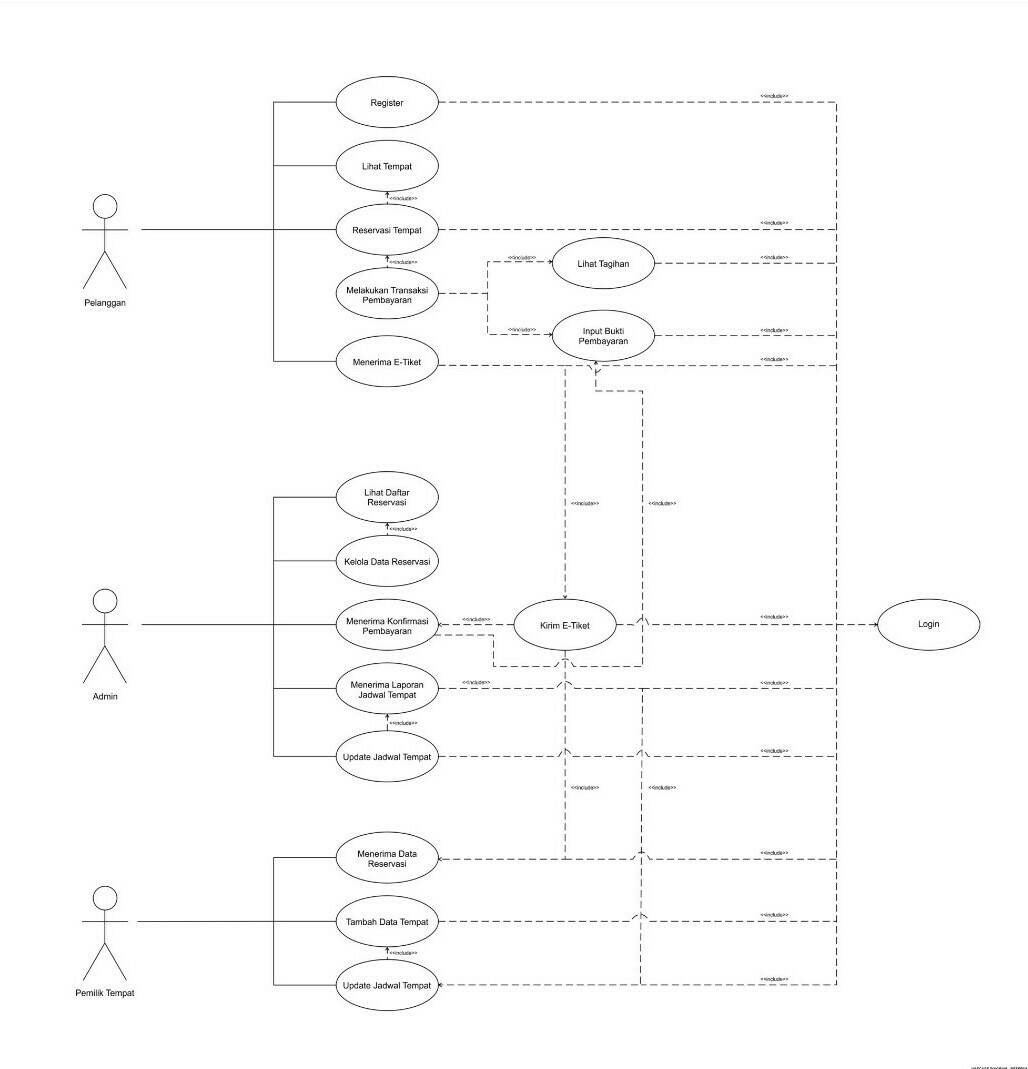 Register
<<include>>
Lihat Tempat
<<include>>
Reservasi Tempat
<<include>>
<<include>>
Melakukan Transaksi
Pembayaran
<<include>>
Lihat Tagihan
<<include>>
<<include>>
Input Bukti
Pembayaran
<<include>>
Pelanggan
Menerima E-Tiket
<<include>>
Lihat Daftar
Reservasi
<<include>>
<<include>>
<<include>>
Kelola Data Reservasi
Menerima Konfirmasi
Pembayaran
<<include>>
Kirim E-Tiket
<<include>>
Login
Admin
Menerima Laporan
Jadwal Tempat
<<include>>
<<include>>
<<include>>
Update Jadwal Tempat
<<include>>
<<include>>
<<include>>
Menerima Data
Reservasi
<<include>>
Tambah Data Tempat
<<include>>
<<include>>
Update Jadwal Tempat
<<include>>
Pemilik Tempat